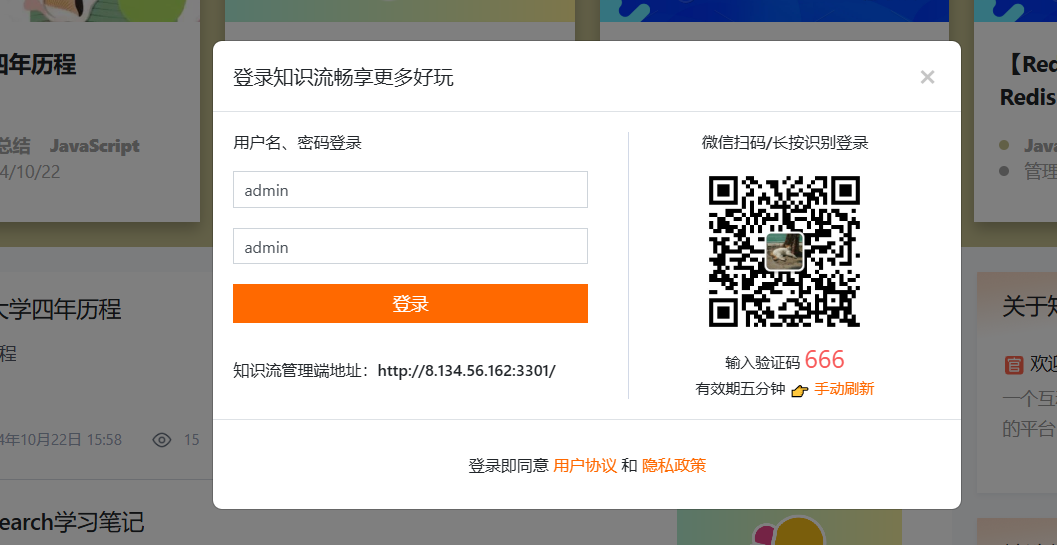 四年历程
总结 JavaScript
4/10/22
【Red
Redis
Java
管理
登录知识流畅享更多好玩
×
用户名、密码登录
admin
admin
登录
知识流管理端地址：http://8.134.56.162:3301/
微信扫码/长按识别登录
输入验证码 666
有效期五分钟 👉 手动刷新
登录即同意 用户协议 和 隐私政策
大学四年历程
程
4年10月22日 15:58 15
earch学习笔记
关于知
官 欢迎
一个互
的平台